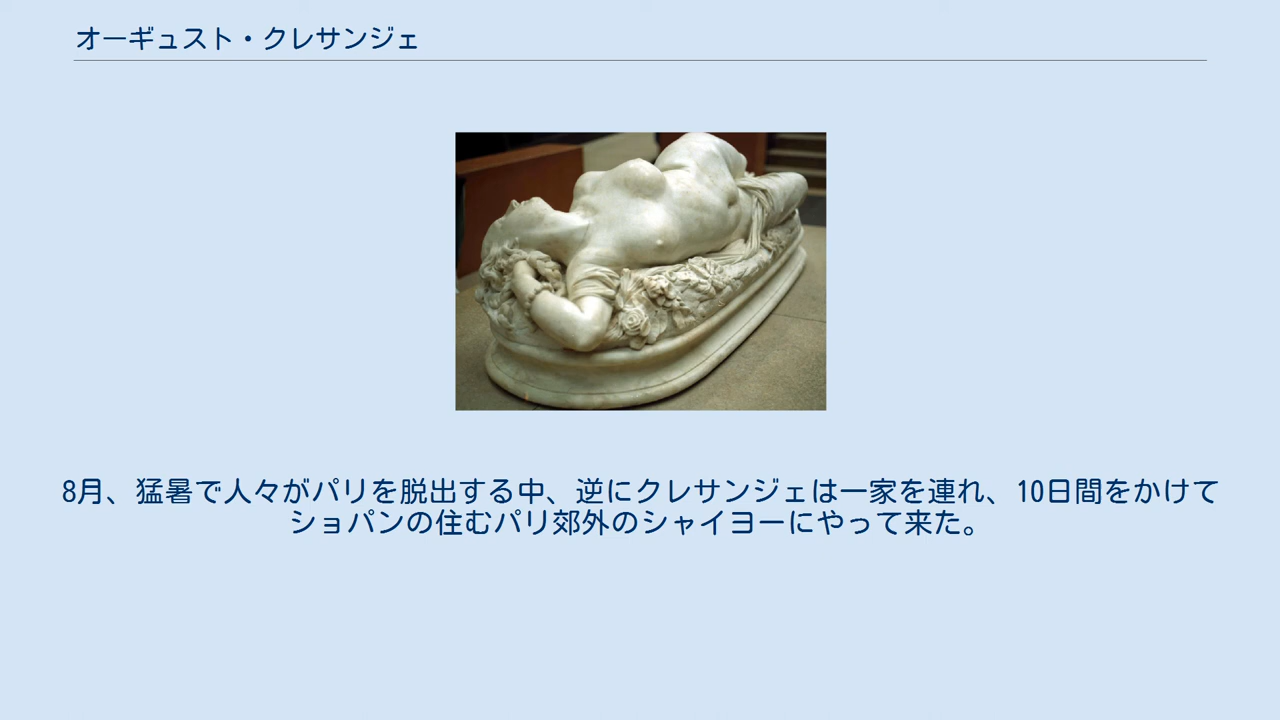 オーギュスト・クレサンジェ
8月、猛暑で人々がパリを脱出する中、逆にクレサンジェは一家を連れ、10日間をかけて
ショパンの住むパリ郊外のシャイヨーにやって来た。